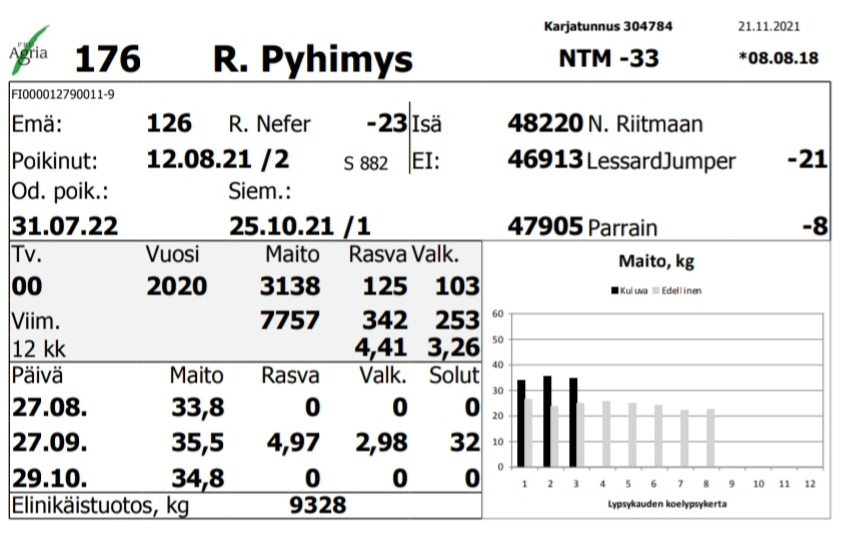 Karjatunnus 304784 21.11.2021
Pro Agria 176 R. Pyhimys NTM -33 *08.08.18
FI000012790011-9
Emä: 126 R. Nefer -23 Isä 48220 N. Riitmaan
Poikinut: 12.08.21 /2 S 882 EI: 46913 LessardJumper -21
Od. poik.: Siem.:
31.07.22 25.10.21 /1 47905 Parrain -8
Tv. Vuosi Maito Rasva Valk.
00 2020 3138 125 103
Viim. 7757 342 253
12 kk 4,41 3,26
Päivä Maito Rasva Valk. Solut
27.08. 33,8 0 0 0
27.09. 35,5 4,97 2,98 32
29.10. 34,8 0 0 0
Elinikäistuotos, kg 9328
Maito, kg
Kuluva Edellinen
60
50
40
30
20
10
0
1 2 3 4 5 6 7 8 9 10 11 12
Lypsykauden koelypsykerta